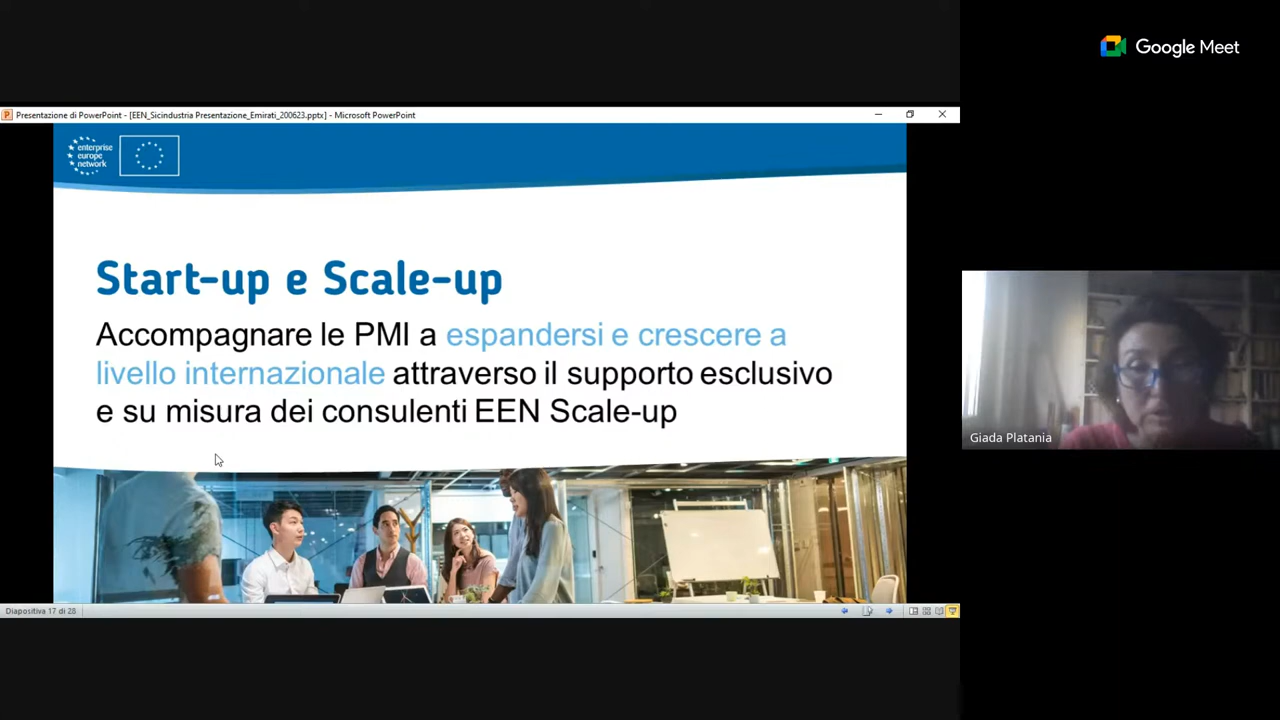 Google Meet
Presentazione di PowerPoint - [EEN_Sicindustria Presentazione_Emirati_200623.pptx] - Microsoft PowerPoint
enterprise
europe
network
Start-up e Scale-up
Accompagnare le PMI a espandersi e crescere a
livello internazionale attraverso il supporto esclusivo
e su misura dei consulenti EEN Scale-up
Giada Platania
Diapositiva 17 di 28